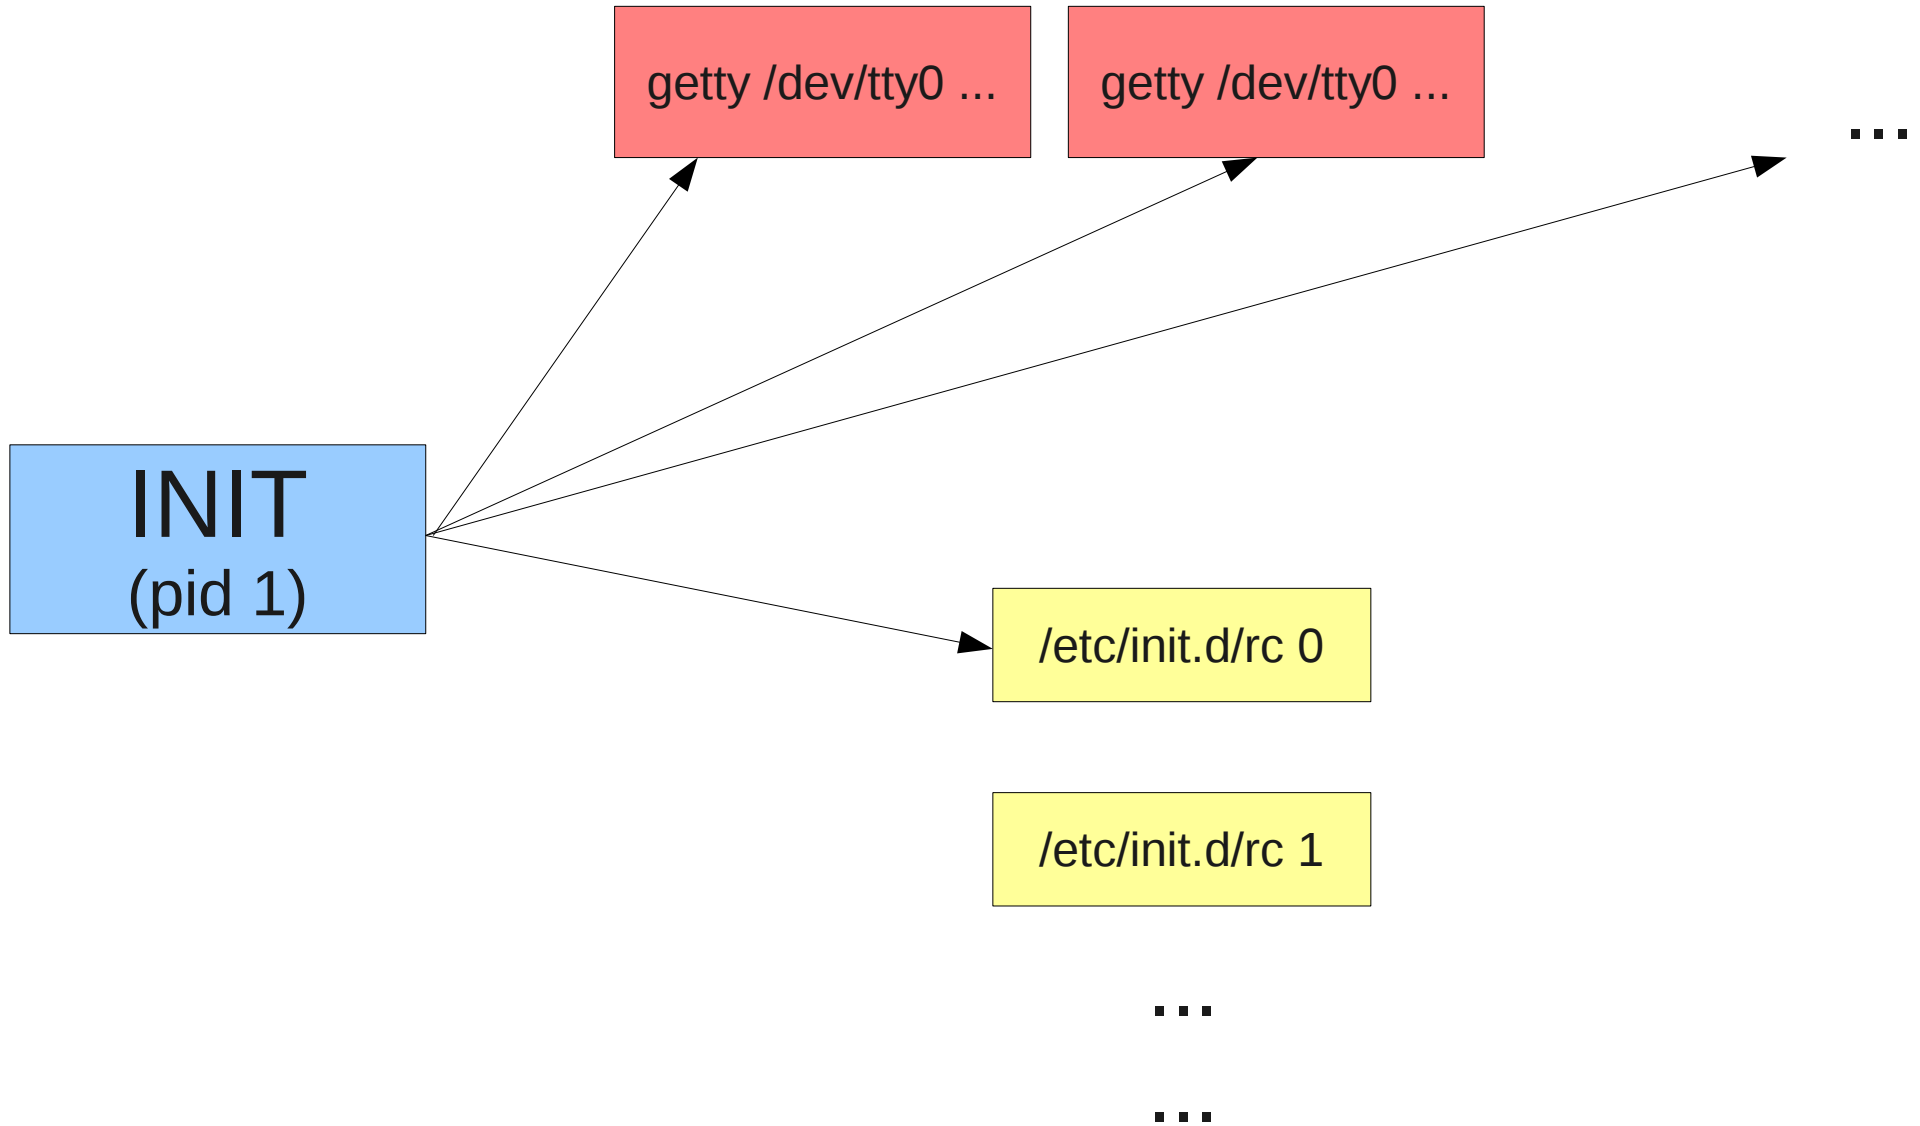 getty /dev/tty0 ...
getty /dev/tty0 ...
...
INIT
(pid 1)
/etc/init.d/rc 0
/etc/init.d/rc 1
...
...